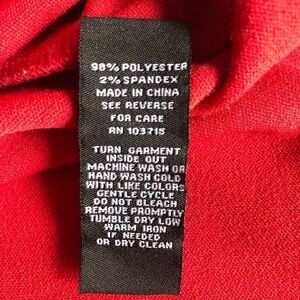 98% POLYESTER
2% SPANDEX
MADE IN CHINA
SEE REVERSE
FOR CARE
RN 103715
TURN GARMENT
INSIDE OUT
MACHINE WASH OR
HAND WASH COLD
WITH LIKE COLORS
GENTLE CYCLE
DO NOT BLEACH
REMOVE PROMPTLY
TUMBLE DRY LOW
WARM IRON
IF NEEDED
OR DRY CLEAN